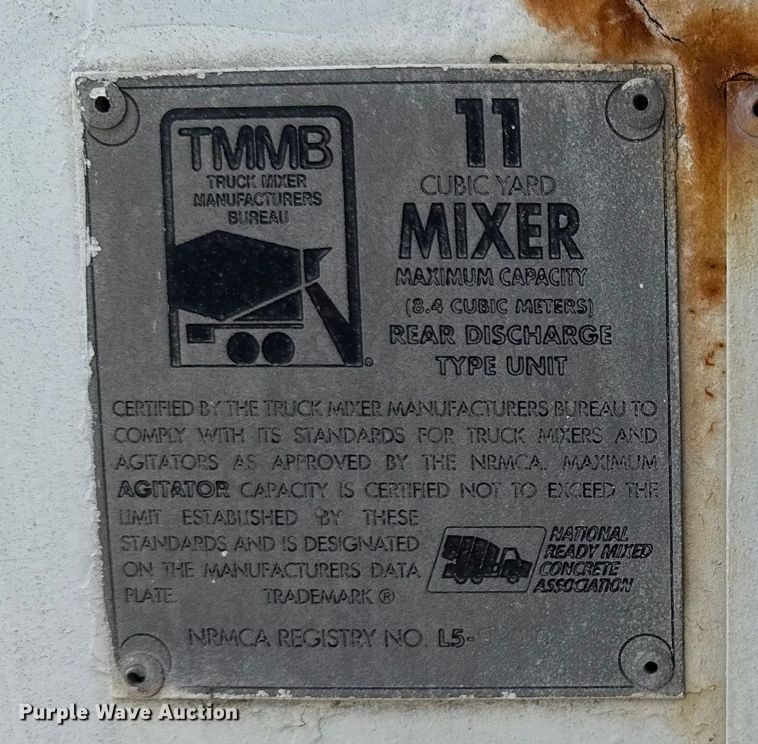 TMMB
TRUCK MIXER
MANUFACTURERS
BUREAU
®
11
CUBIC YARD
MIXER
MAXIMUM CAPACITY
(8.4 CUBIC METERS)
REAR DISCHARGE
TYPE UNIT
CERTIFIED BY THE TRUCK MIXER MANUFACTURERS BUREAU TO
COMPLY WITH ITS STANDARDS FOR TRUCK MIXERS AND
AGITATORS AS APPROVED BY THE NRMCA. MAXIMUM
AGITATOR CAPACITY IS CERTIFIED NOT TO EXCEED THE
LIMIT ESTABLISHED BY THESE
STANDARDS AND IS DESIGNATED
ON THE MANUFACTURERS DATA
PLATE. TRADEMARK ®
NATIONAL
READY MIXED
CONCRETE
ASSOCIATION
NRMCA REGISTRY NO. L5-
Purple Wave Auction